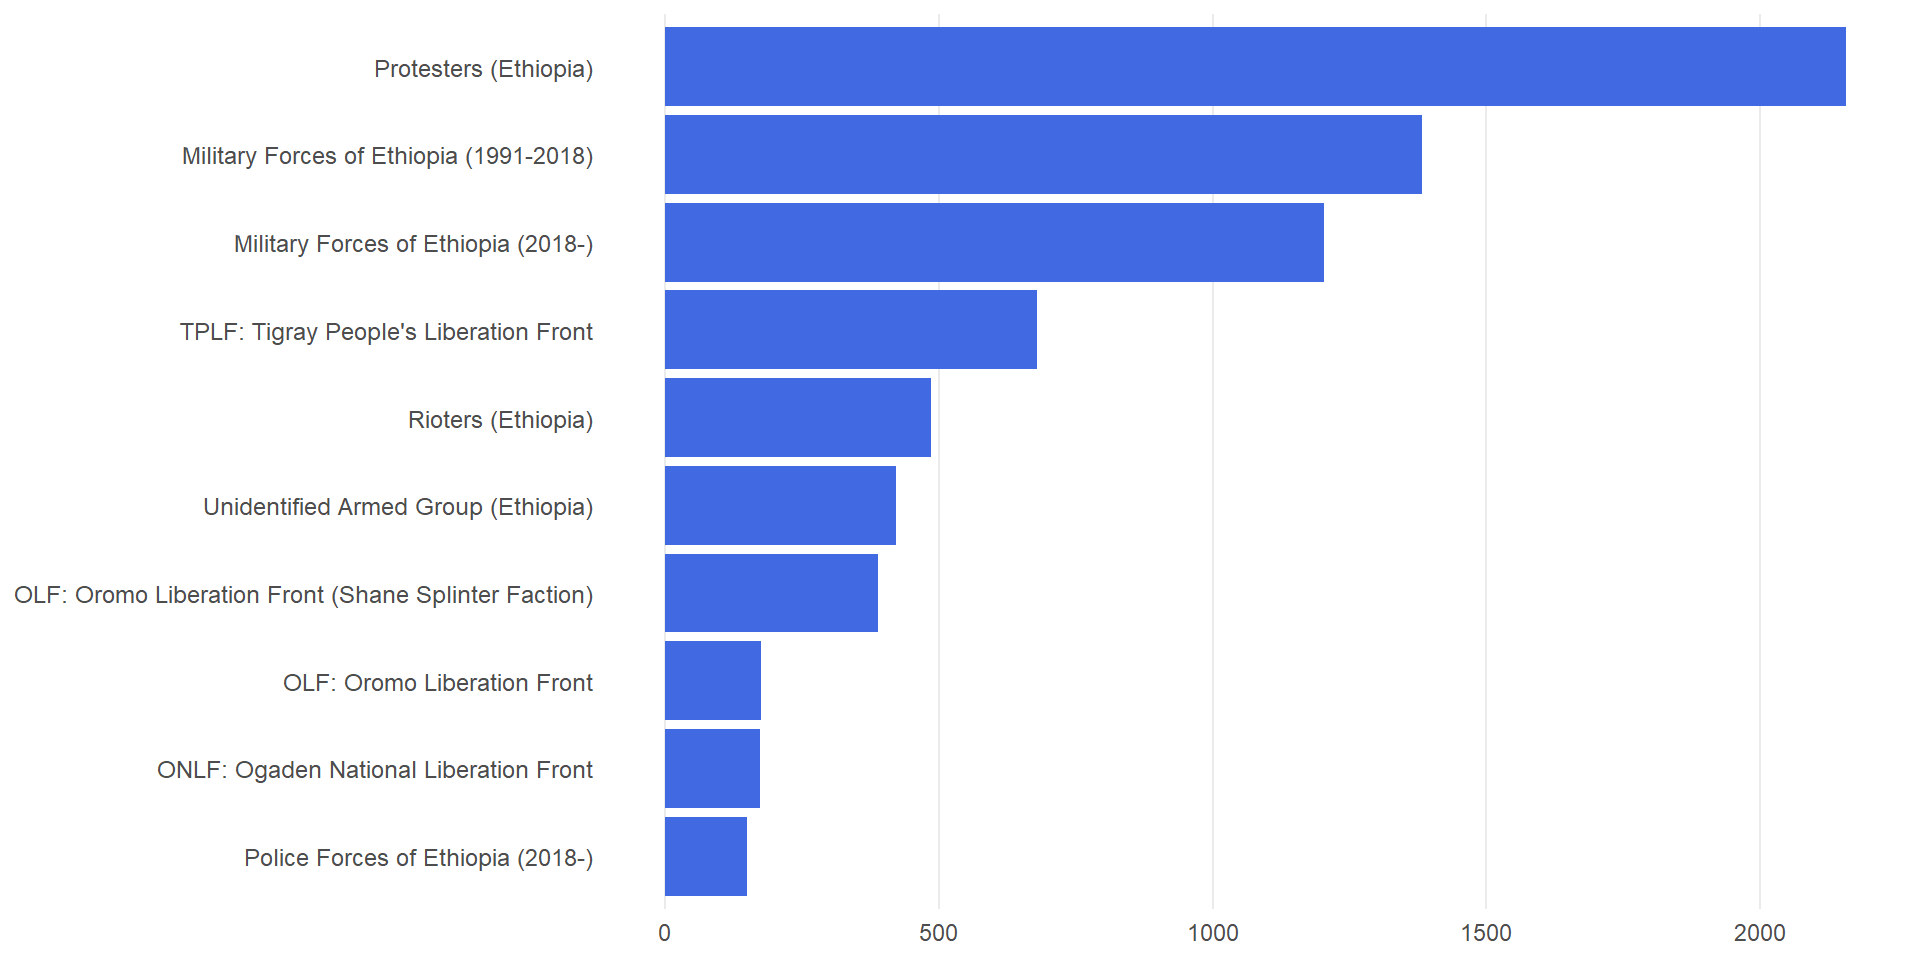 Protesters (Ethiopia)
Military Forces of Ethiopia (1991-2018)
Military Forces of Ethiopia (2018-)
TPLF: Tigray People's Liberation Front
Rioters (Ethiopia)
Unidentified Armed Group (Ethiopia)
OLF: Oromo Liberation Front (Shane Splinter Faction)
OLF: Oromo Liberation Front
ONLF: Ogaden National Liberation Front
Police Forces of Ethiopia (2018-)
0 500 1000 1500 2000